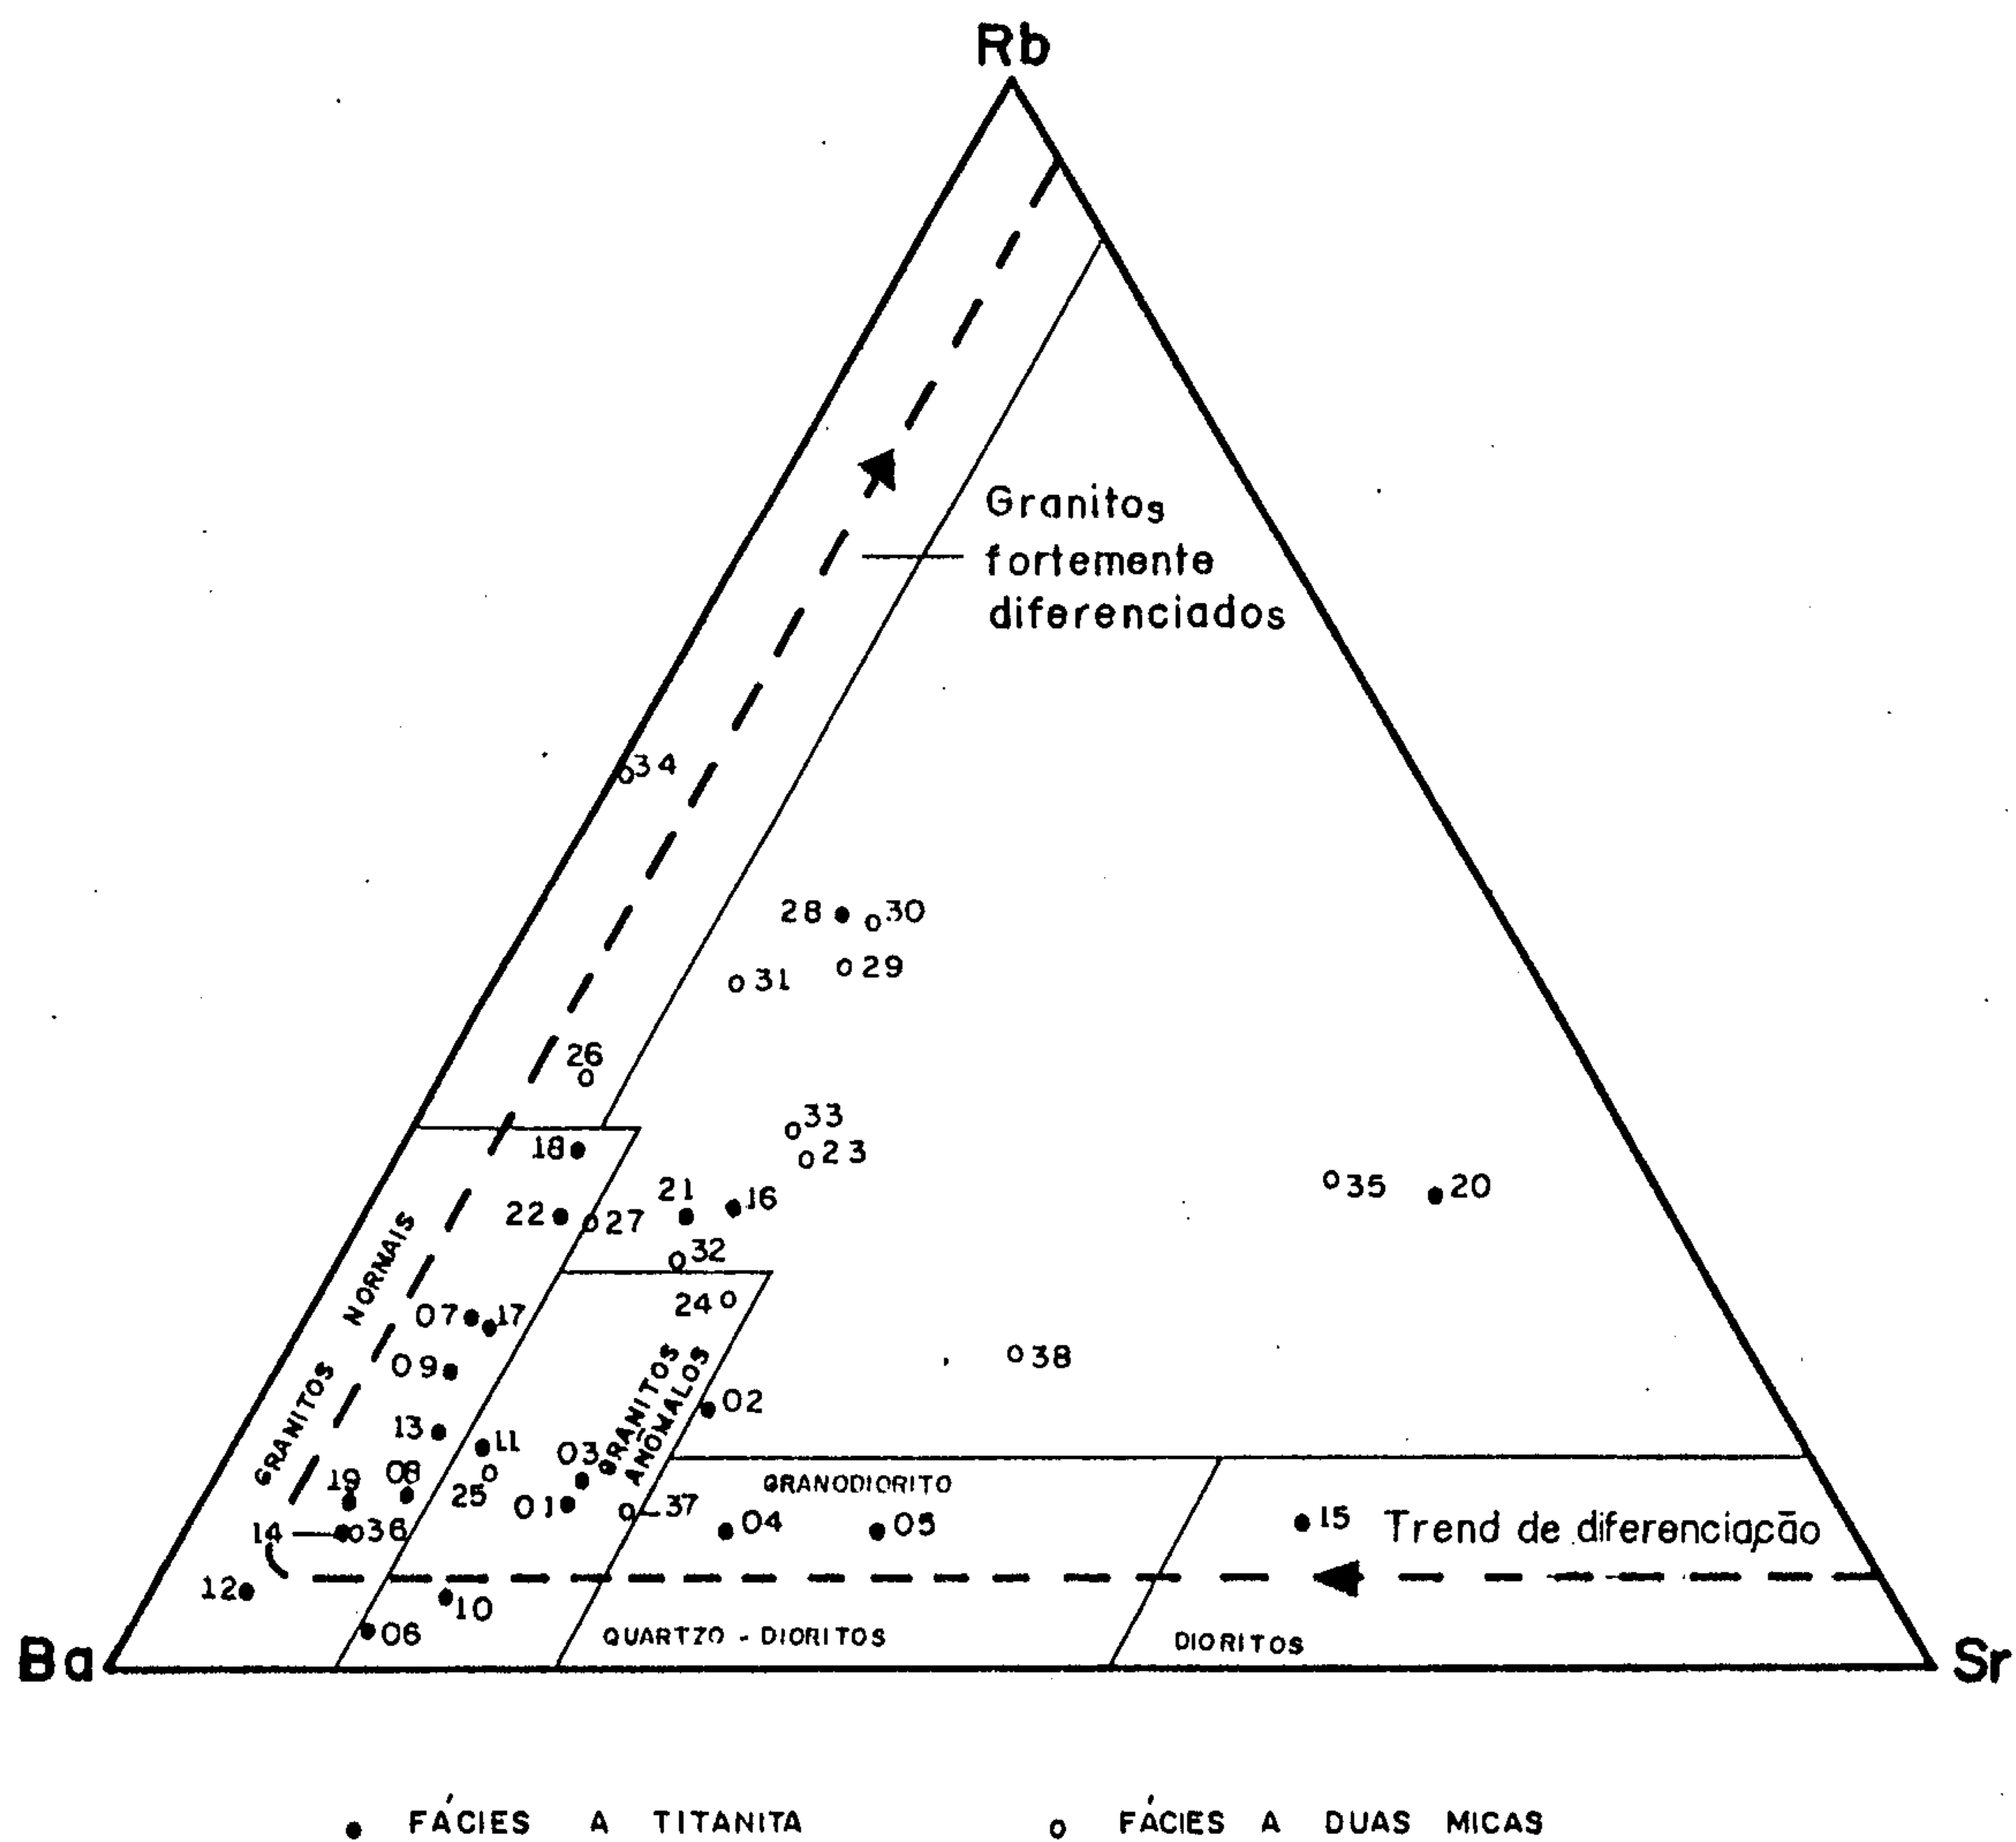 Rb
Granitos
fortemente
diferenciados
34
28
30
29
31
26
33
18
23
21
16
35
20
22
27
32
NORMAIS
24
07
17
09
38
GRANITOS
GRANITOS
ANÔMALOS
02
13
11
03
19
08
25
GRANODIORITO
01
37
04
05
15
Trend de diferenciação
14
36
12
10
06
QUARTZO - DIORITOS
DIORITOS
Ba
Sr
FÁCIES A TITANITA
FÁCIES A DUAS MICAS